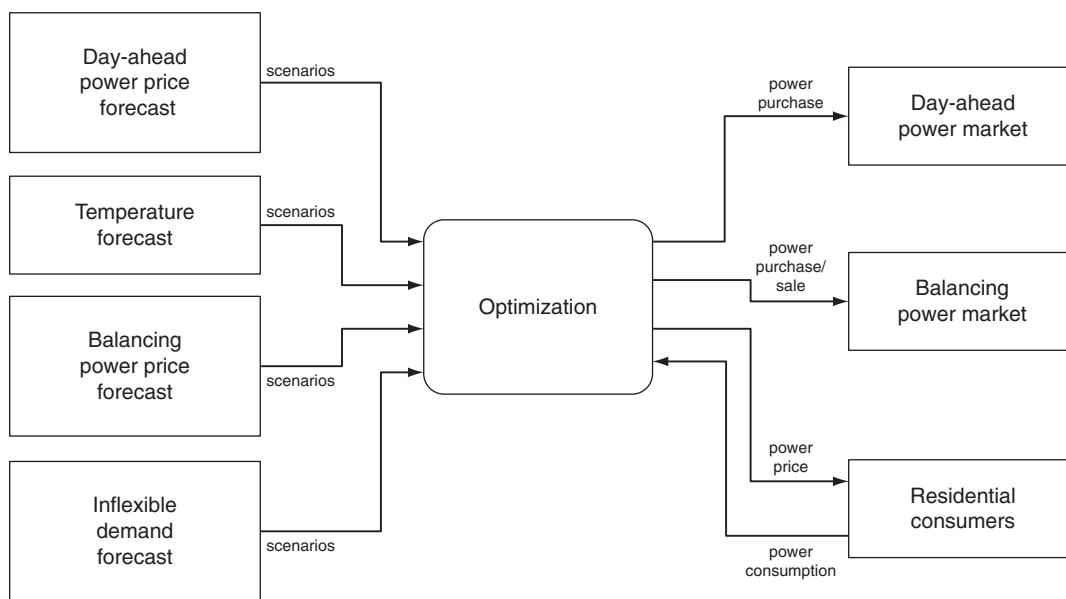 Day-ahead
power price
forecast
scenarios
Temperature
forecast
scenarios
Balancing
power price
forecast
scenarios
Inflexible
demand
forecast
scenarios
Optimization
power
purchase
Day-ahead
power market
power
purchase/
sale
Balancing
power market
power
price
Residential
consumers
power
consumption